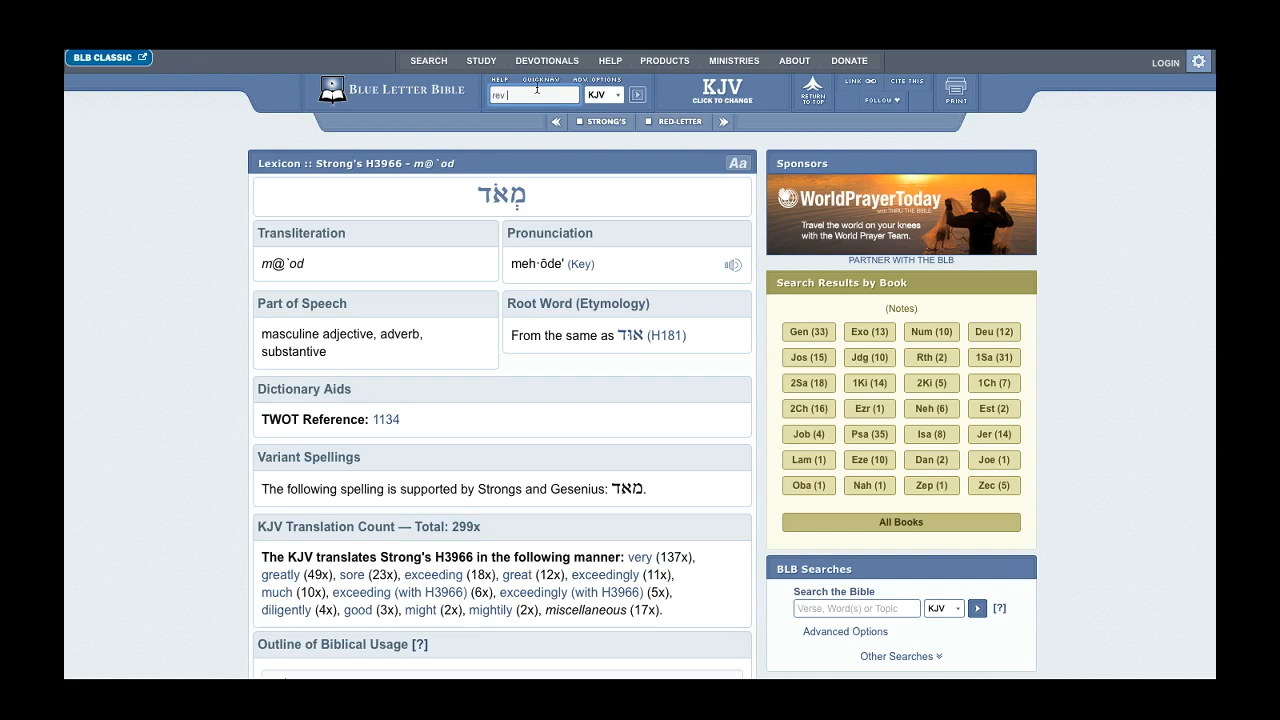 BLB CLASSIC
SEARCH STUDY DEVOTIONALS HELP PRODUCTS MINISTRIES ABOUT DONATE
LOGIN
BLUE LETTER BIBLE
HELP QUICKNAV ADV. OPTIONS
rev
KJV
KJV
CLICK TO CHANGE
RETURN
TO TOP
LINK
CITE THIS
FOLLOW
PRINT
STRONG'S RED-LETTER
Lexicon :: Strong's H3966 - m@`od
Aa
מְאֹד
Transliteration
m@`od
Pronunciation
meh·ōde' (Key)
Part of Speech
masculine adjective, adverb,
substantive
Root Word (Etymology)
From the same as אוּד (H181)
Dictionary Aids
TWOT Reference: 1134
Variant Spellings
The following spelling is supported by Strongs and Gesenius: מאד.
KJV Translation Count — Total: 299x
The KJV translates Strong's H3966 in the following manner: very (137x),
greatly (49x), sore (23x), exceeding (18x), great (12x), exceedingly (11x),
much (10x), exceeding (with H3966) (6x), exceedingly (with H3966) (5x),
diligently (4x), good (3x), might (2x), mightily (2x), miscellaneous (17x).
Outline of Biblical Usage [?]
Sponsors
WorldPrayerToday
with THRU THE BIBLE
Travel the world on your knees
with the World Prayer Team.
PARTNER WITH THE BLB
Search Results by Book
(Notes)
Gen (33) Exo (13) Num (10) Deu (12)
Jos (15) Jdg (10) Rth (2) 1Sa (31)
2Sa (18) 1Ki (14) 2Ki (5) 1Ch (7)
2Ch (16) Ezr (1) Neh (6) Est (2)
Job (4) Psa (35) Isa (8) Jer (14)
Lam (1) Eze (10) Dan (2) Joe (1)
Oba (1) Nah (1) Zep (1) Zec (5)
All Books
BLB Searches
Search the Bible
Verse, Word(s) or Topic KJV [?]
Advanced Options
Other Searches